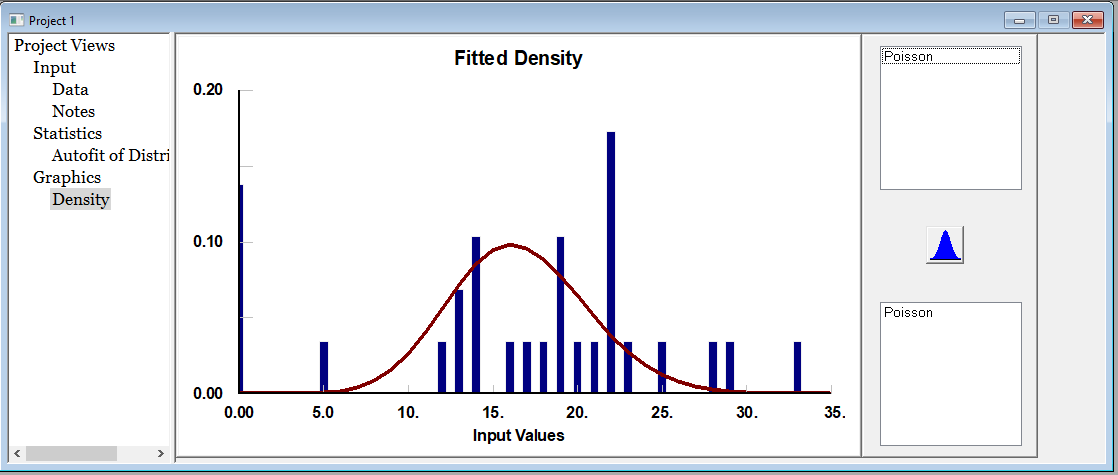 Project 1
Project Views
Input
Data
Notes
Statistics
Autofit of Distri
Graphics
Density
Fitted Density
0.20
0.10
0.00
0.00 5.0 10. 15. 20. 25. 30. 35.
Input Values
Poisson
Poisson